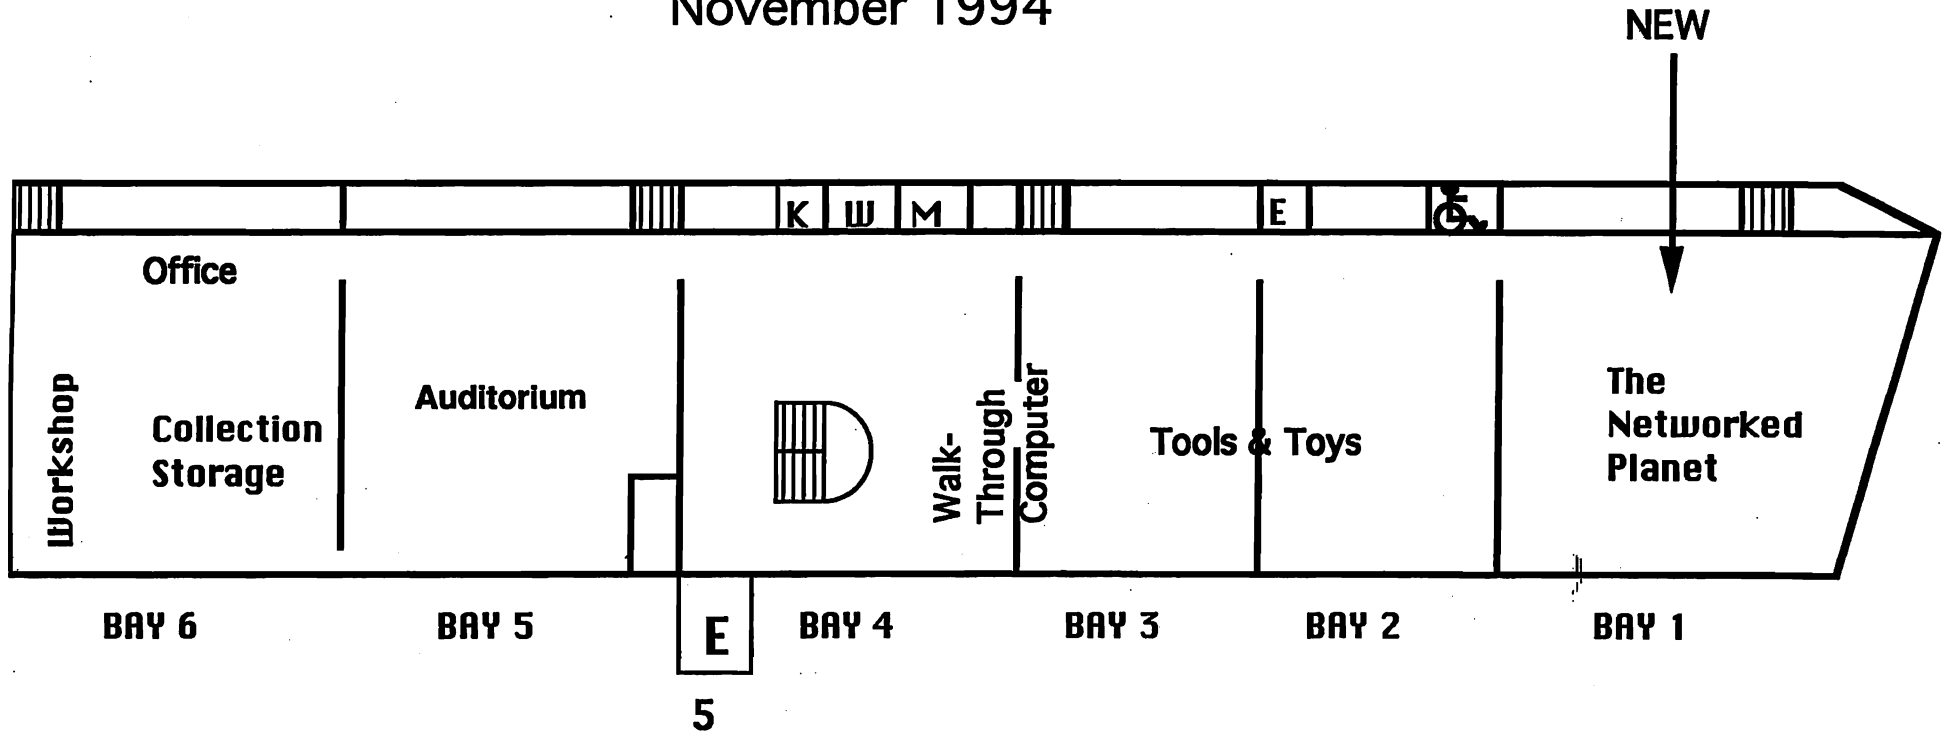 November 1994
NEW
K W M E
Office
Workshop
Collection
Storage
Auditorium
Walk-
Through
Computer
Tools & Toys
The
Networked
Planet
BAY 6 BAY 5 E BAY 4 BAY 3 BAY 2 BAY 1
5